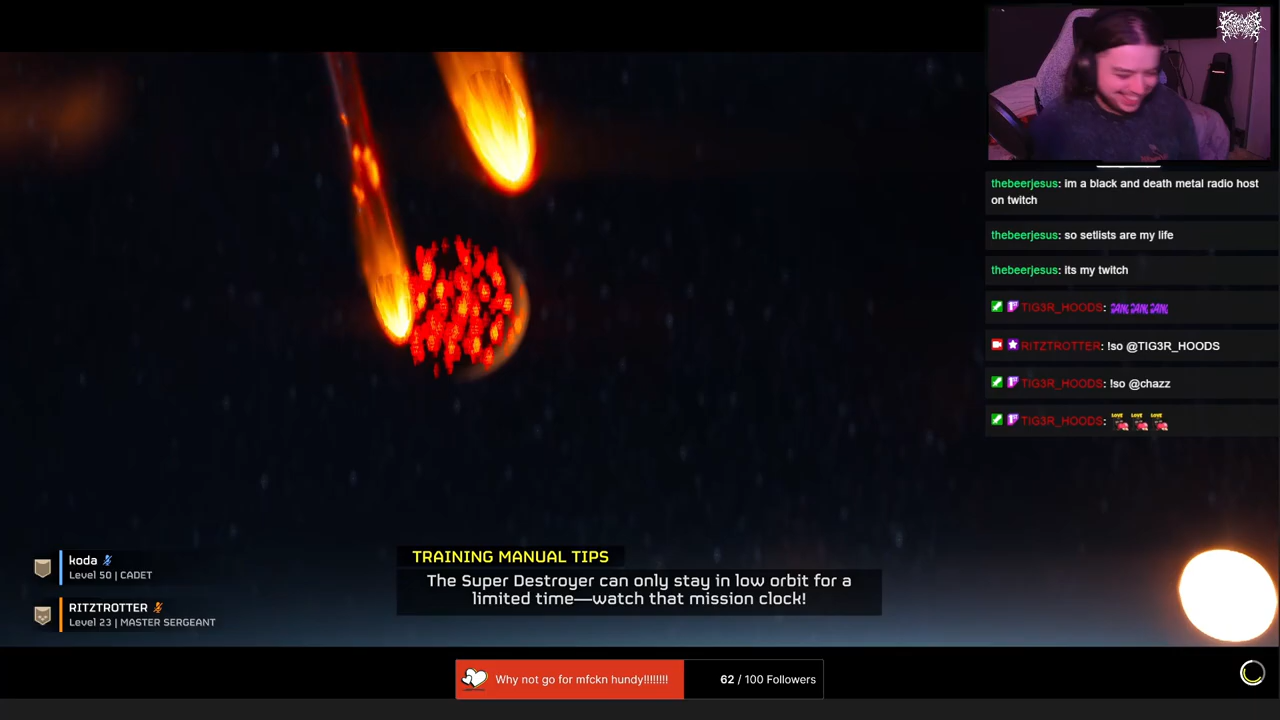 thebeerjesus: im a black and death metal radio host
on twitch
thebeerjesus: so setlists are my life
thebeerjesus: its my twitch
TIG3R_HOODS:
RITZTROTTER: !so @TIG3R_HOODS
TIG3R_HOODS: !so @chazz
TIG3R_HOODS: LOVE LOVE LOVE
koda
Level 50 | CADET
RITZTROTTER
Level 23 | MASTER SERGEANT
TRAINING MANUAL TIPS
The Super Destroyer can only stay in low orbit for a
limited time—watch that mission clock!
Why not go for mfckn hundy!!!!!!!! 62 / 100 Followers